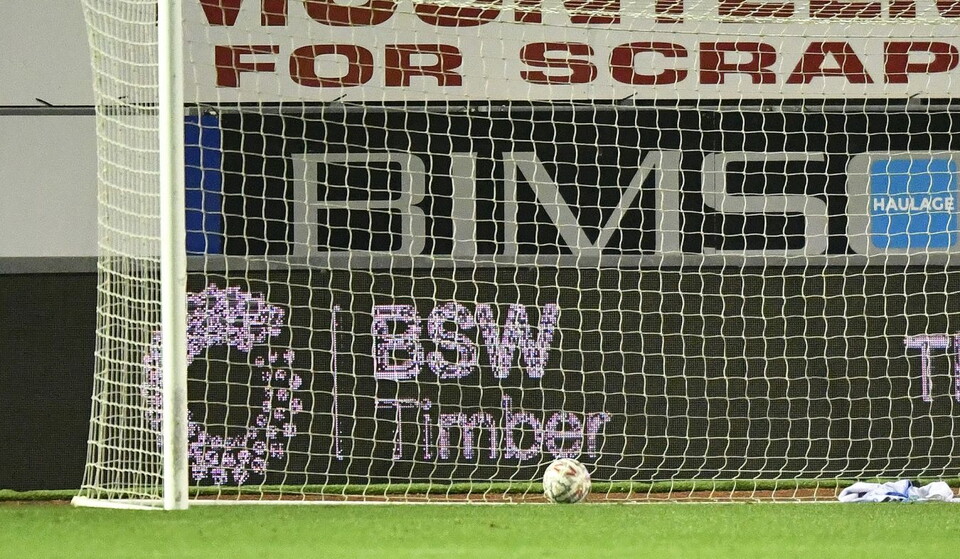 FOR SCRAP
BIMS
HAULAGE
BSW
Timber